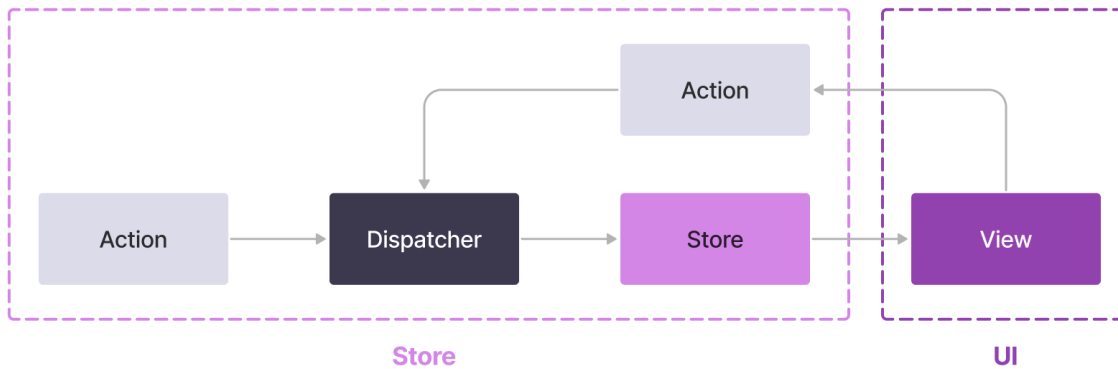 Action
Action
Dispatcher
Store
View
Store
UI